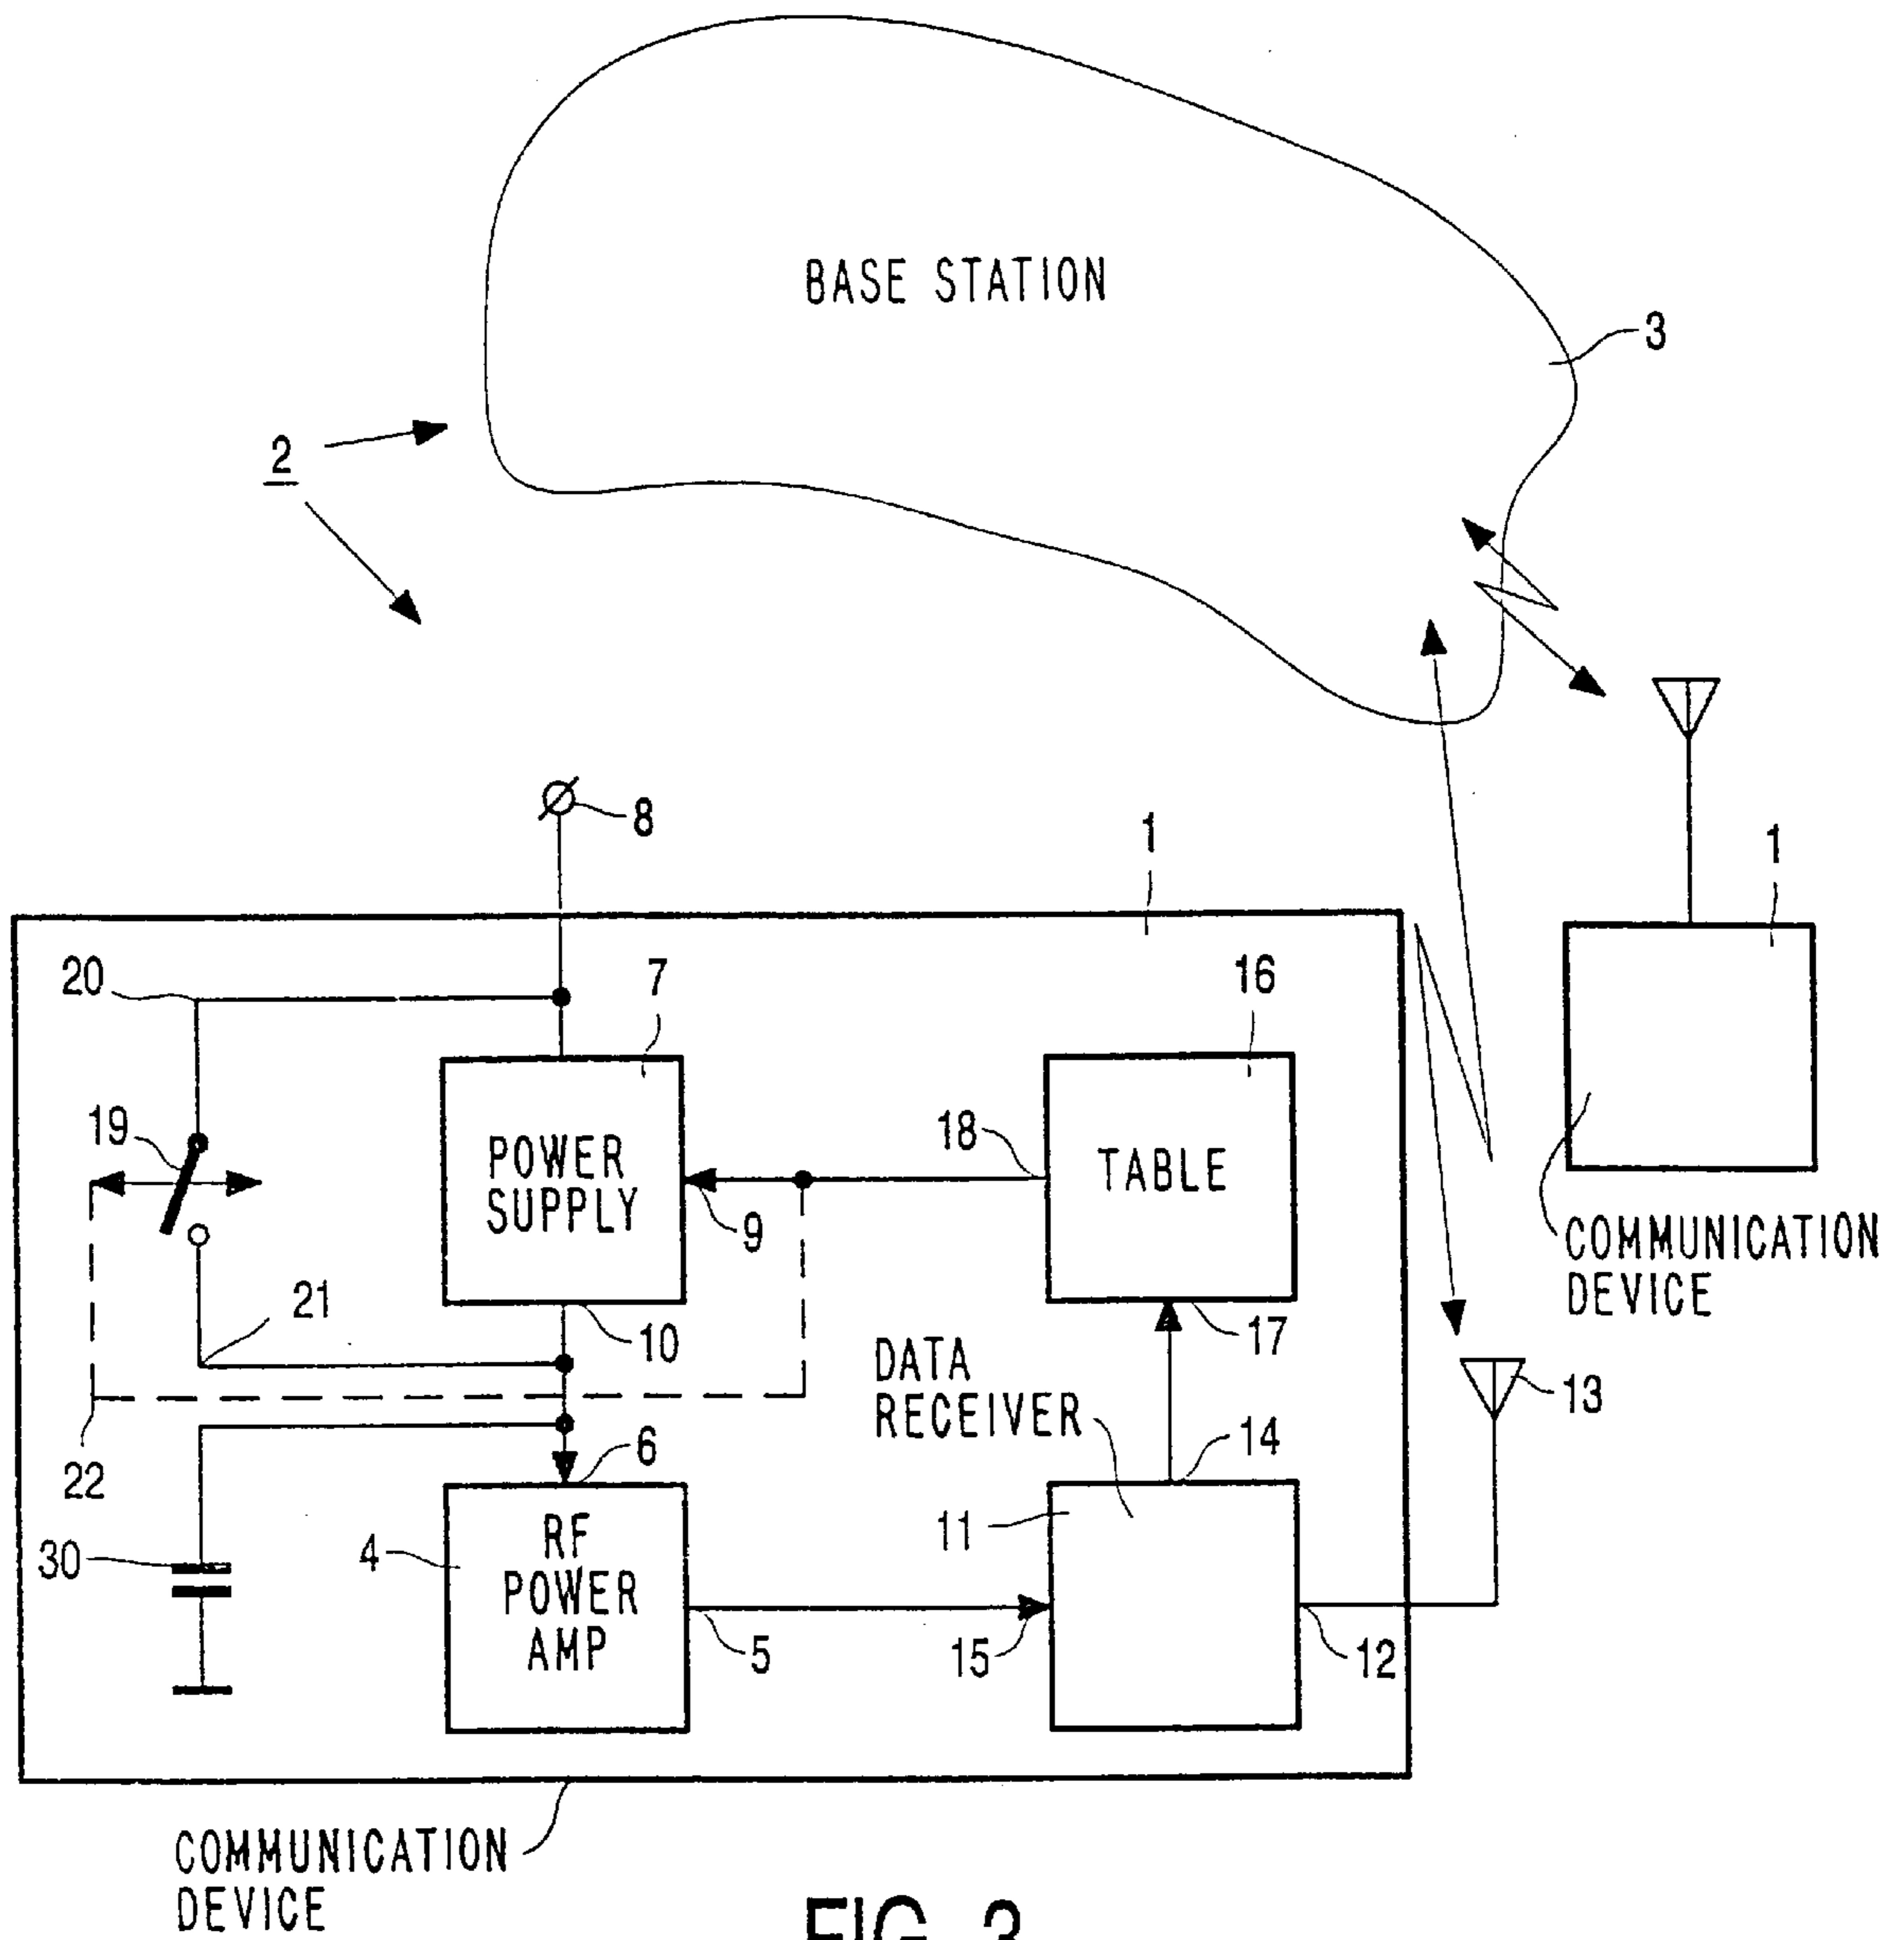 BASE STATION
3
2
8
1
1
20
7
16
19
POWER
SUPPLY
18
TABLE
9
COMMUNICATION
DEVICE
21
10
17
DATA
RECEIVER
13
22
6
14
30
4
RF
POWER
AMP
11
5
15
12
COMMUNICATION
DEVICE
FIG. 3